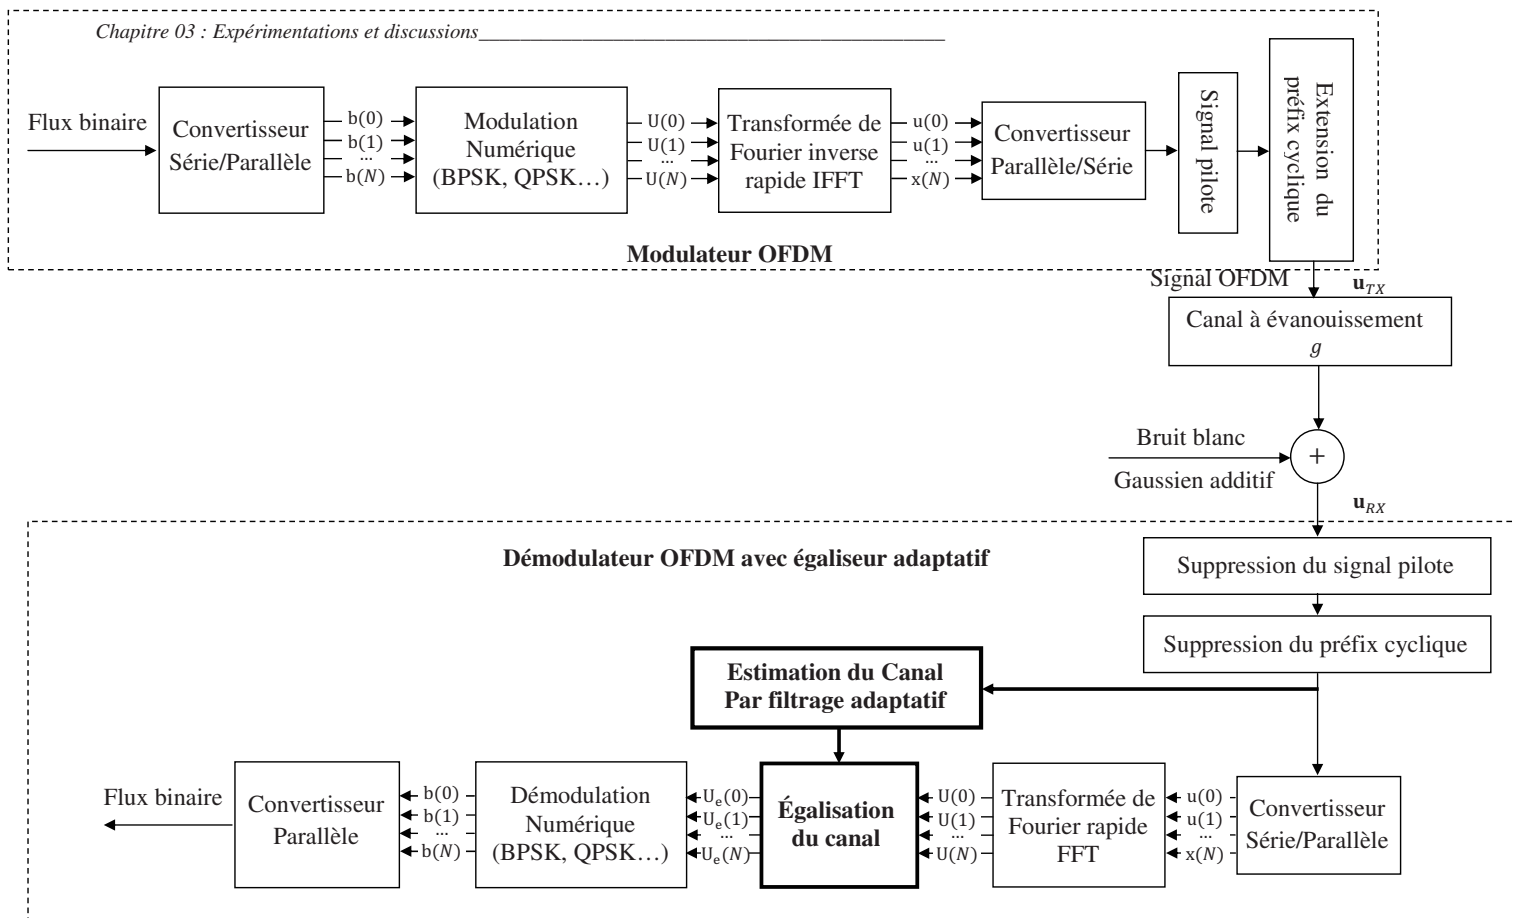 Chapitre 03 : Expérimentations et discussions_____________________________________________
Flux binaire
Convertisseur
Série/Parallèle
b(0)
b(1)
...
b(N)
Modulation
Numérique
(BPSK, QPSK…)
U(0)
U(1)
...
U(N)
Transformée de
Fourier inverse
rapide IFFT
u(0)
u(1)
...
x(N)
Convertisseur
Parallèle/Série
Signal pilote
Extension du
préfix cyclique
Modulateur OFDM
Signal OFDM
u_TX
Canal à évanouissement
g
Bruit blanc
Gaussien additif
+
u_RX
Démodulateur OFDM avec égaliseur adaptatif
Suppression du signal pilote
Suppression du préfix cyclique
Estimation du Canal
Par filtrage adaptatif
Flux binaire
Convertisseur
Parallèle
b(0)
b(1)
...
b(N)
Démodulation
Numérique
(BPSK, QPSK…)
U_e(0)
U_e(1)
...
U_e(N)
Égalisation
du canal
U(0)
U(1)
...
U(N)
Transformée de
Fourier rapide
FFT
u(0)
u(1)
...
x(N)
Convertisseur
Série/Parallèle